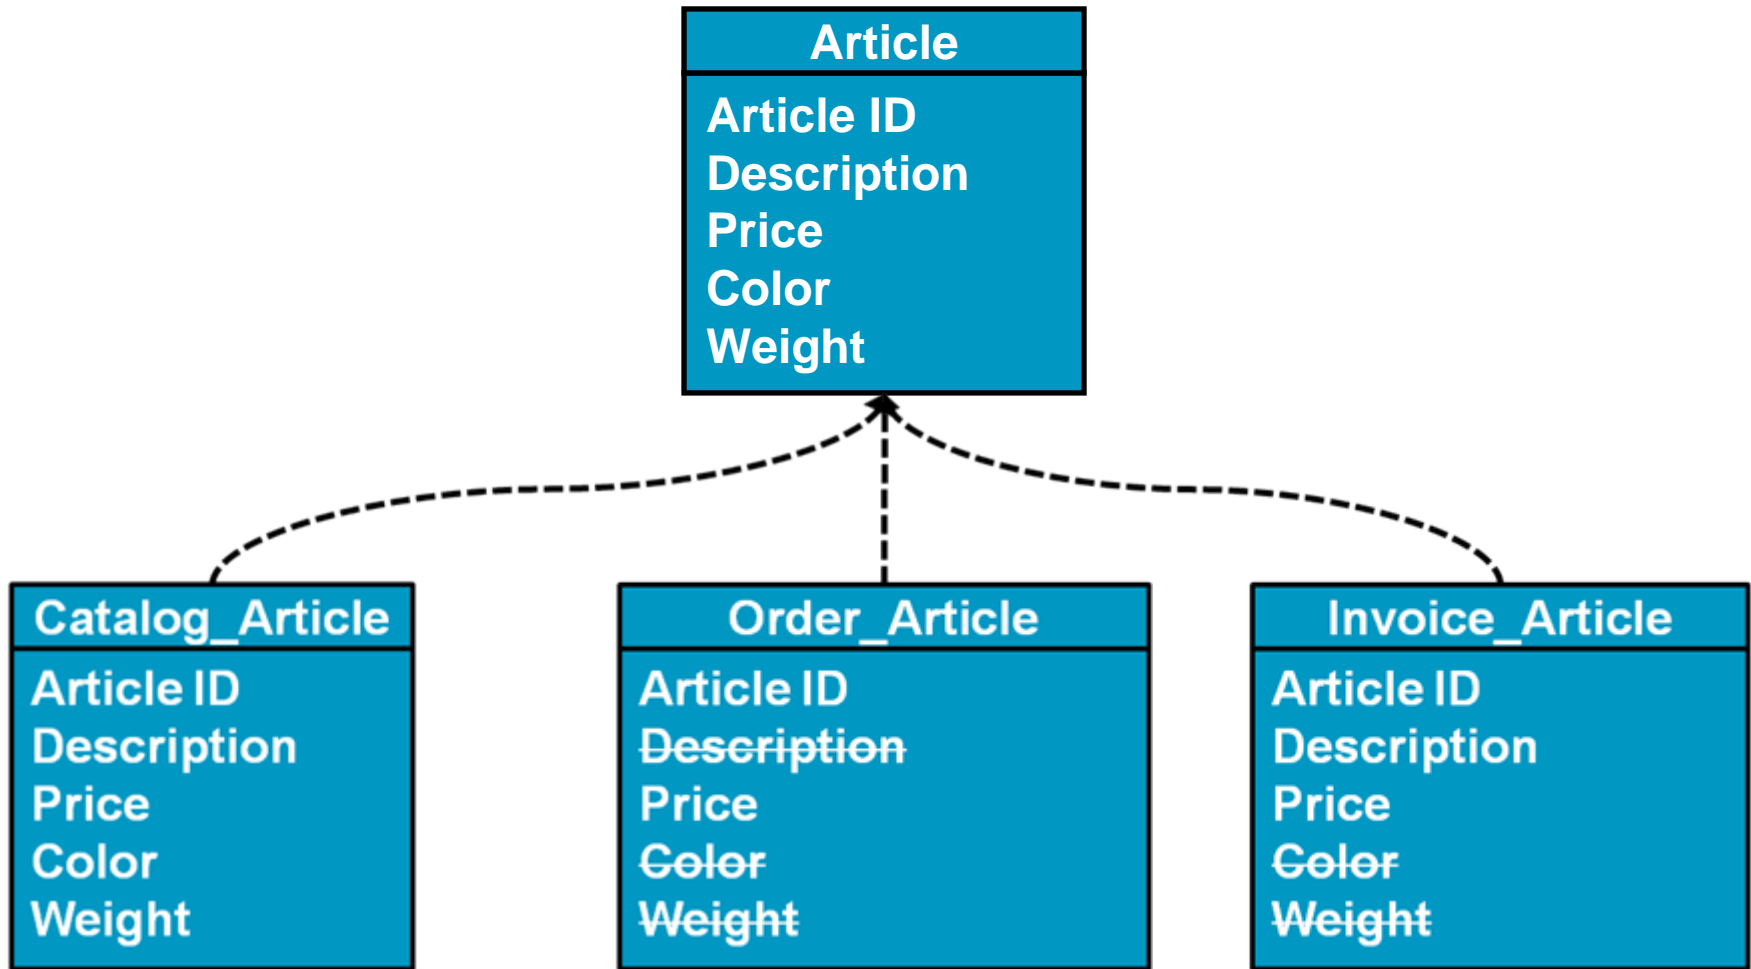 Article
Article ID
Description
Price
Color
Weight
Catalog_Article
Article ID
Description
Price
Color
Weight
Order_Article
Article ID
Description
Price
Color
Weight
Invoice_Article
Article ID
Description
Price
Color
Weight